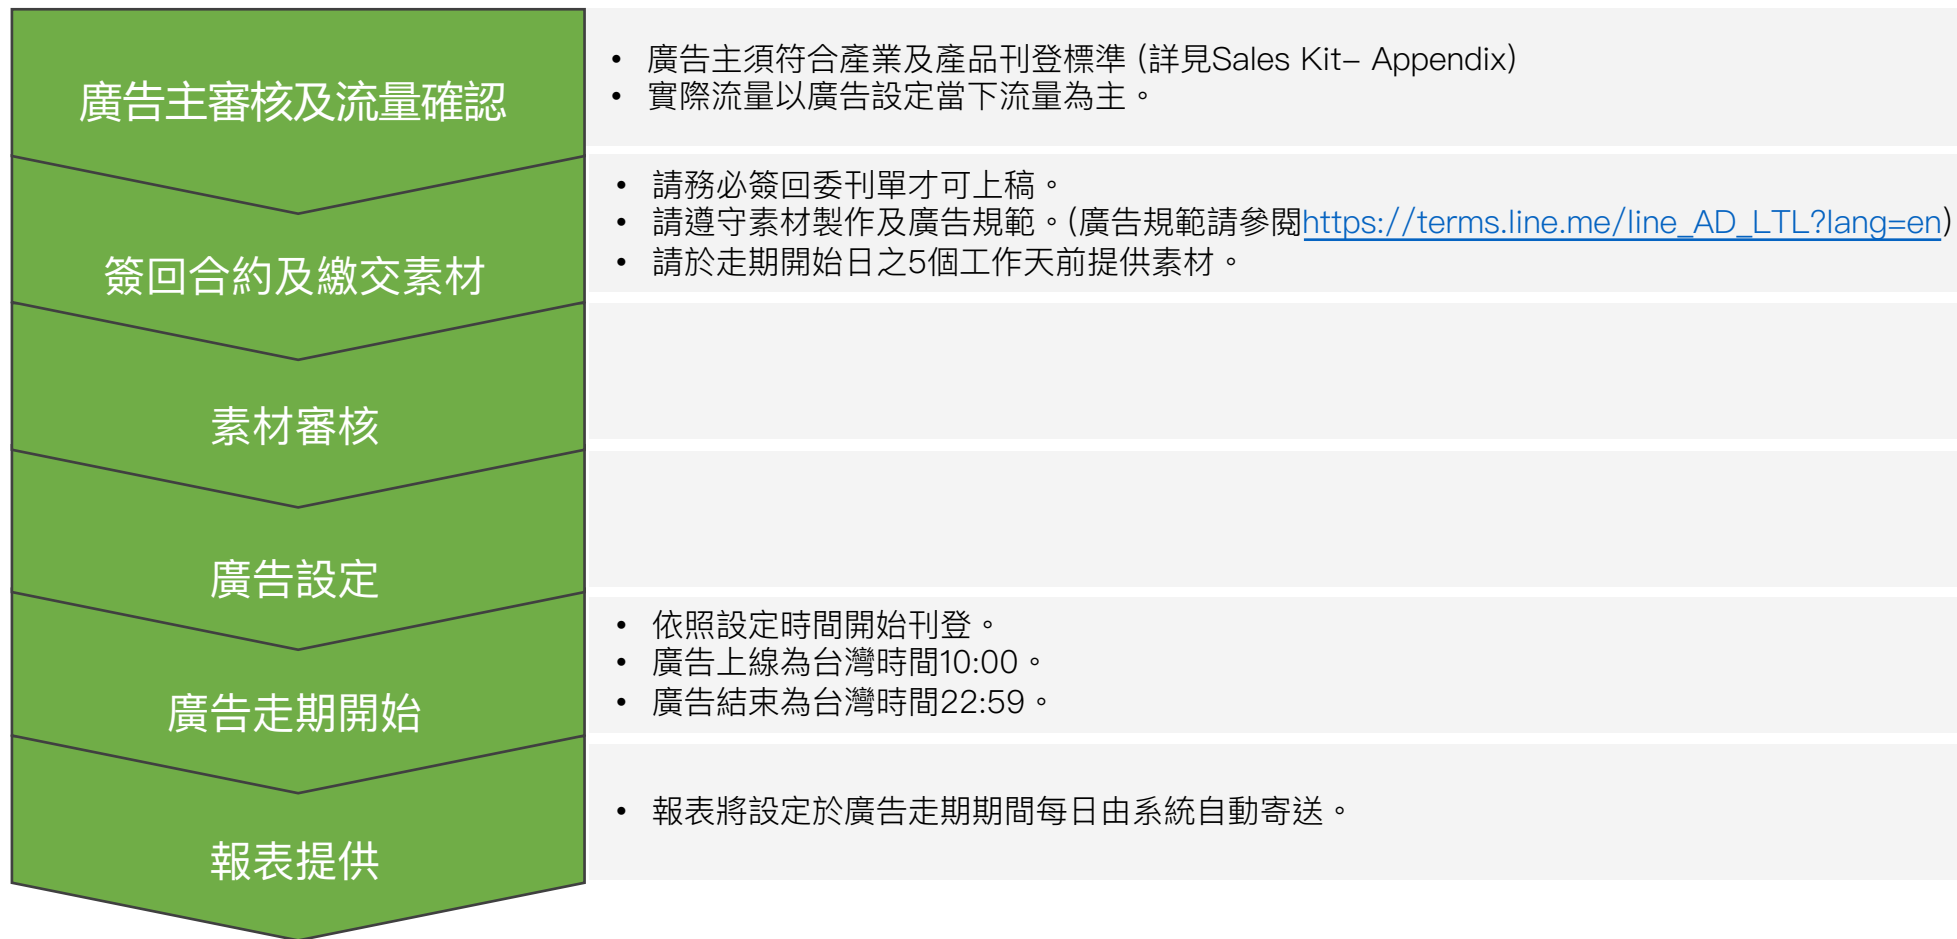 廣告主審核及流量確認
• 廣告主須符合產業及產品刊登標準 (詳見Sales Kit– Appendix)
• 實際流量以廣告設定當下流量為主。
簽回合約及繳交素材
• 請務必簽回委刊單才可上稿。
• 請遵守素材製作及廣告規範。(廣告規範請參閱https://terms.line.me/line_AD_LTL?lang=en)
• 請於走期開始日之5個工作天前提供素材。
素材審核
廣告設定
廣告走期開始
• 依照設定時間開始刊登。
• 廣告上線為台灣時間10:00。
• 廣告結束為台灣時間22:59。
報表提供
• 報表將設定於廣告走期期間每日由系統自動寄送。